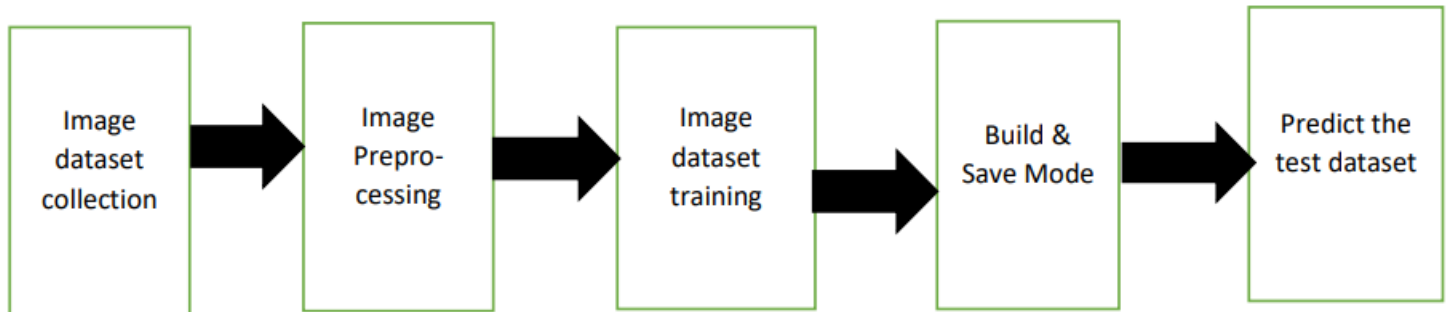 Image
dataset
collection
Image
Prepro-
cessing
Image
dataset
training
Build &
Save Mode
Predict the
test dataset